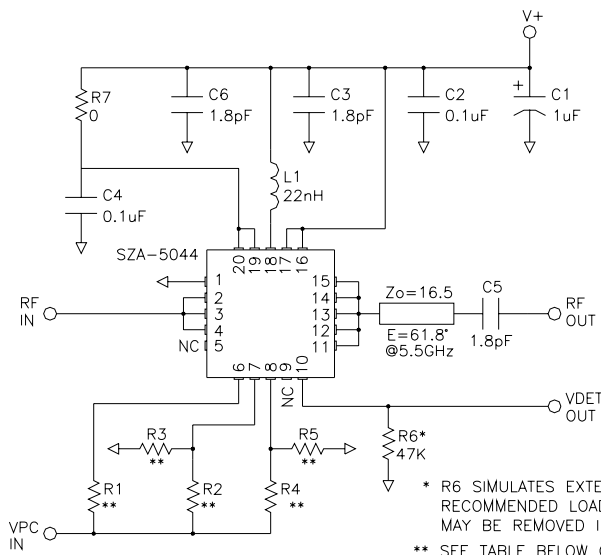 V+
R7
0
C6
1.8pF
C3
1.8pF
C2
0.1uF
+
C1
1uF
L1
22nH
C4
0.1uF
SZA-5044
20 19 18 17 16
1
2
3
4
5
NC
15
14
13
12
11
6 7 8 9 10
NC
RF
IN
Zo=16.5
E=61.8°
@5.5GHz
C5
1.8pF
RF
OUT
VDET
OUT
R6*
47K
R3
**
R5
**
R1
**
R2
**
R4
**
VPC
IN
* R6 SIMULATES
RECOMMENDED
MAY BE REMOVED
** SEE TABLE BELOW